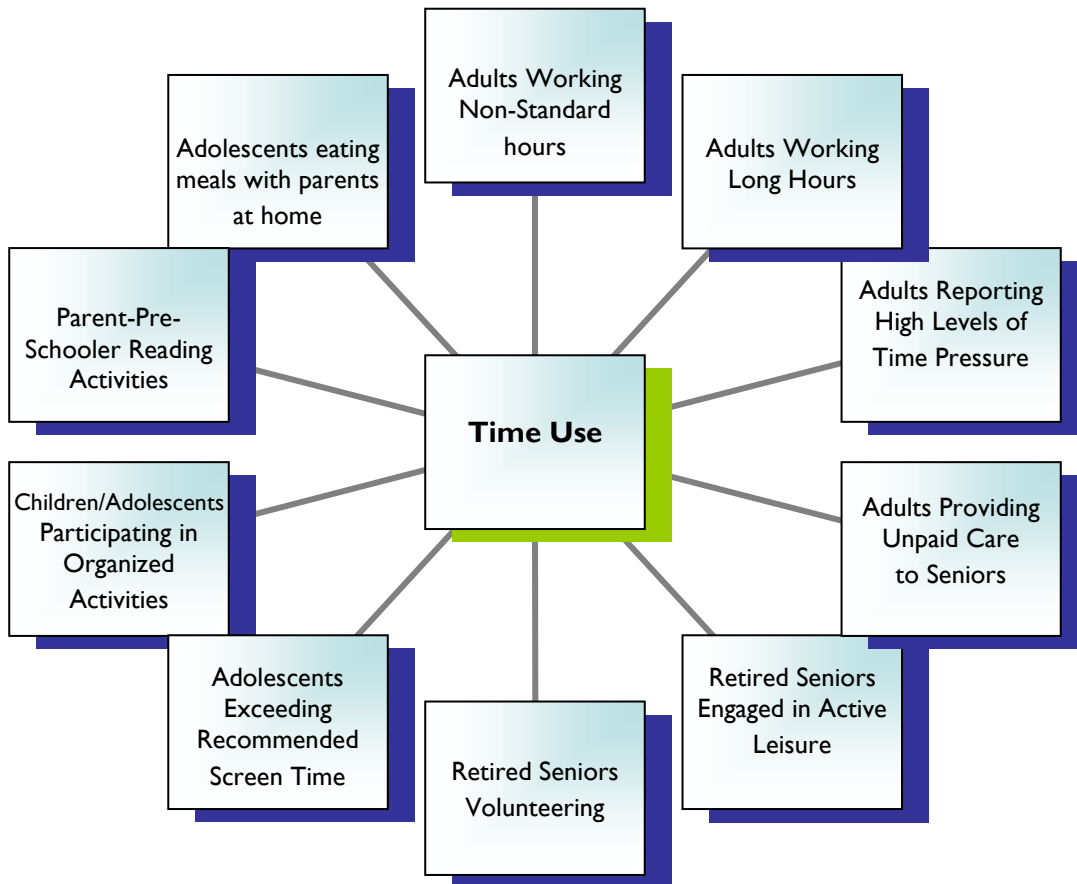 Adults Working
Non-Standard
hours
Adults Working
Long Hours
Adults Reporting
High Levels of
Time Pressure
Adults Providing
Unpaid Care
to Seniors
Retired Seniors
Engaged in Active
Leisure
Retired Seniors
Volunteering
Adolescents
Exceeding
Recommended
Screen Time
Children/Adolescents
Participating in
Organized
Activities
Parent-Pre-
Schooler Reading
Activities
Adolescents eating
meals with parents
at home
Time Use